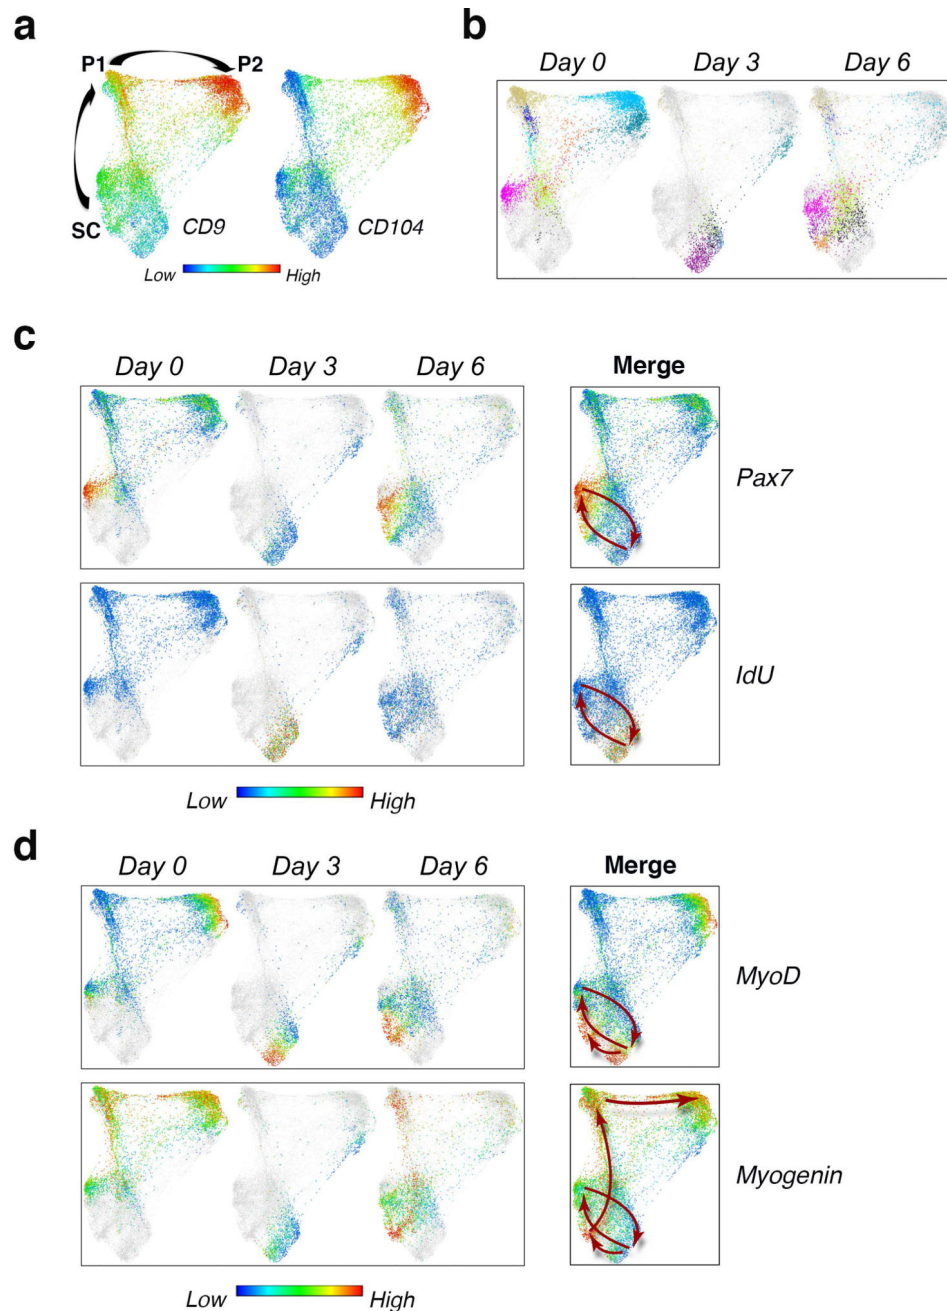 a
P1
P2
SC
CD9
CD104
Low
High
b
Day 0
Day 3
Day 6
c
Day 0
Day 3
Day 6
Merge
Pax7
IdU
Low
High
d
Day 0
Day 3
Day 6
Merge
MyoD
Myogenin
Low
High